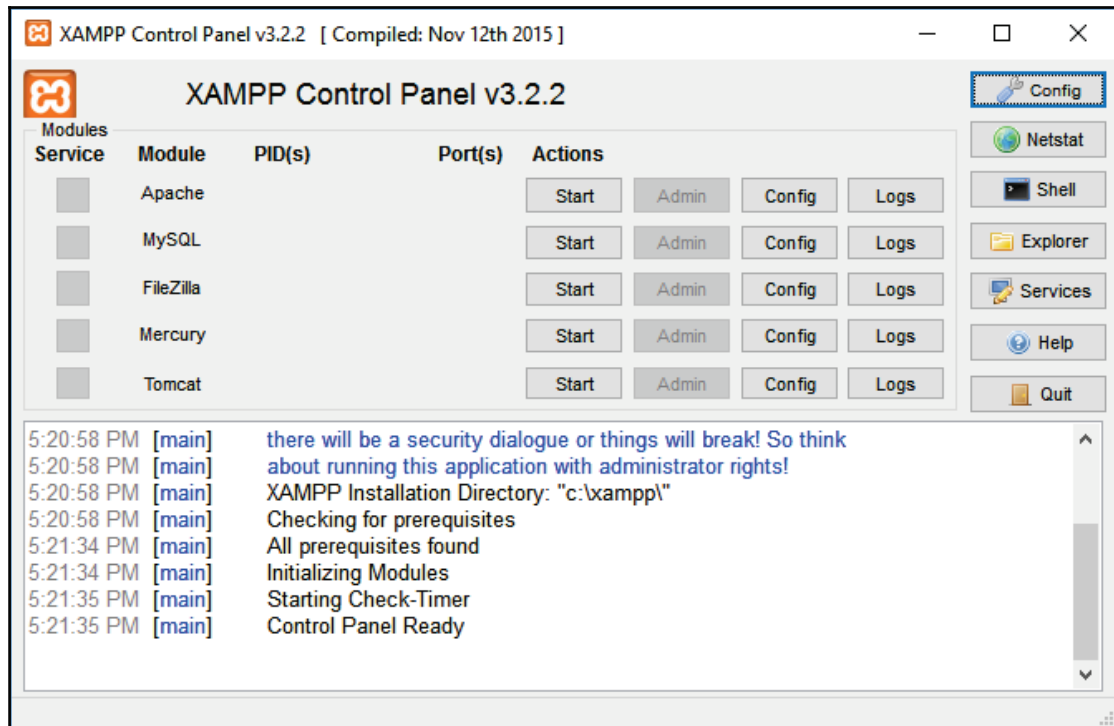 XAMPP Control Panel v3.2.2 [ Compiled: Nov 12th 2015 ]
XAMPP Control Panel v3.2.2
Config
Modules
Service Module PID(s) Port(s) Actions
Netstat
Apache Start Admin Config Logs
Shell
MySQL Start Admin Config Logs
Explorer
FileZilla Start Admin Config Logs
Services
Mercury Start Admin Config Logs
Help
Tomcat Start Admin Config Logs
Quit
5:20:58 PM [main] there will be a security dialogue or things will break! So think
5:20:58 PM [main] about running this application with administrator rights!
5:20:58 PM [main] XAMPP Installation Directory: "c:\xampp\"
5:20:58 PM [main] Checking for prerequisites
5:21:34 PM [main] All prerequisites found
5:21:34 PM [main] Initializing Modules
5:21:35 PM [main] Starting Check-Timer
5:21:35 PM [main] Control Panel Ready